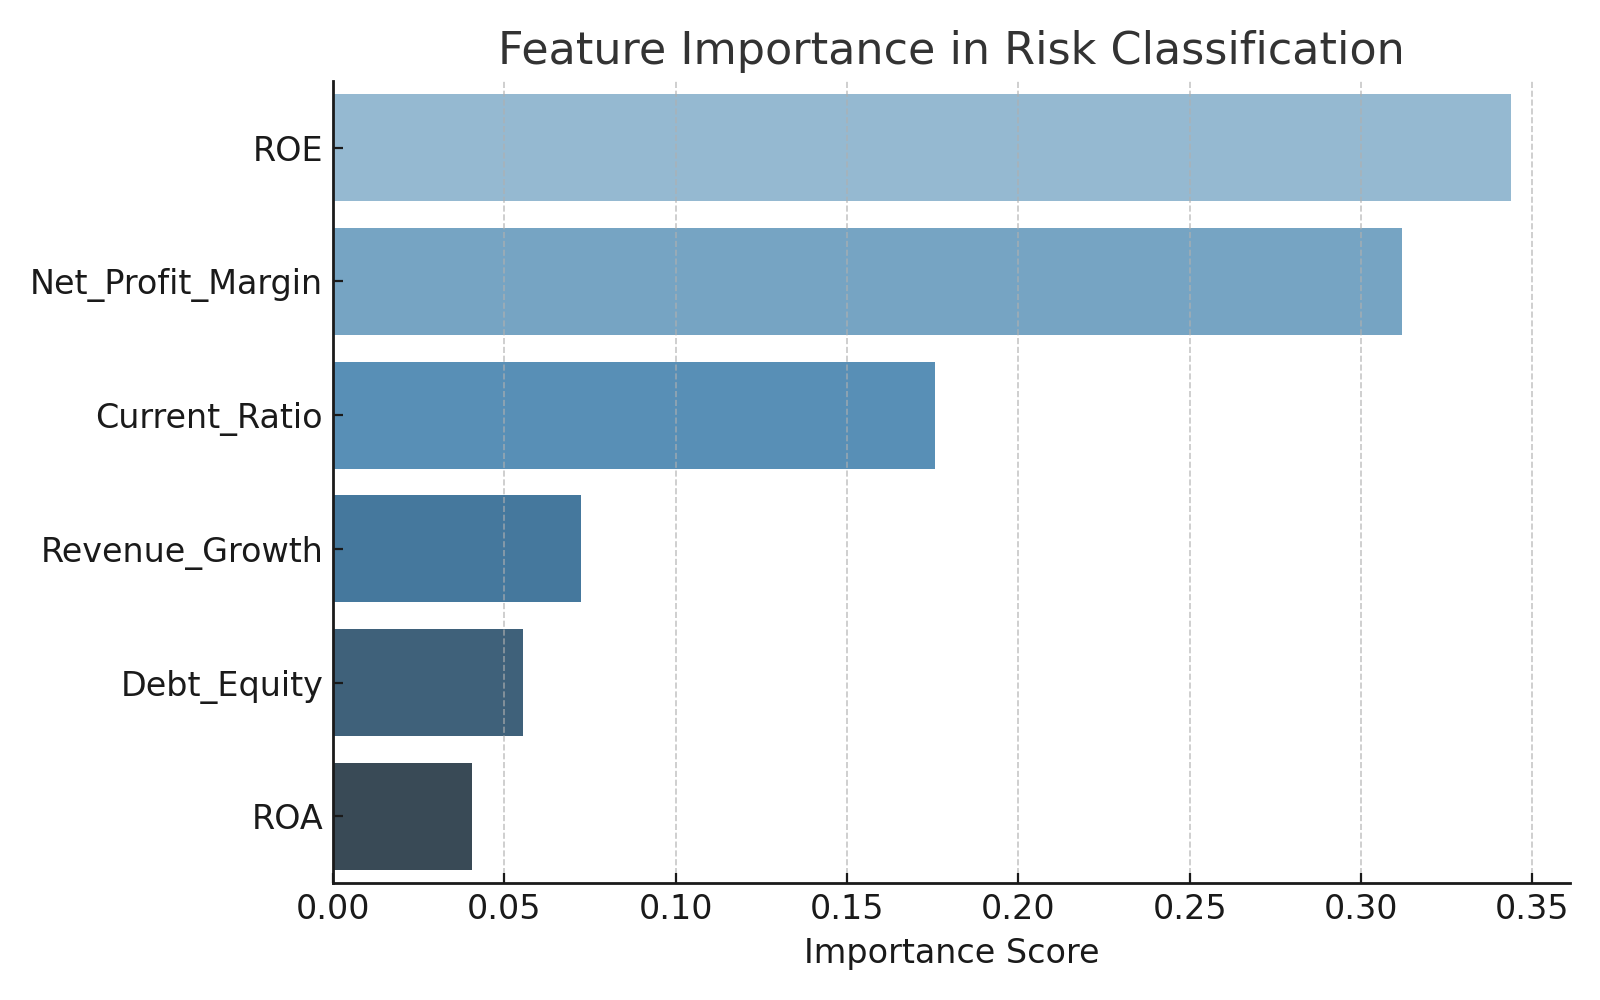 Feature Importance in Risk Classification
ROE
Net_Profit_Margin
Current_Ratio
Revenue_Growth
Debt_Equity
ROA
0.00 0.05 0.10 0.15 0.20 0.25 0.30 0.35
Importance Score